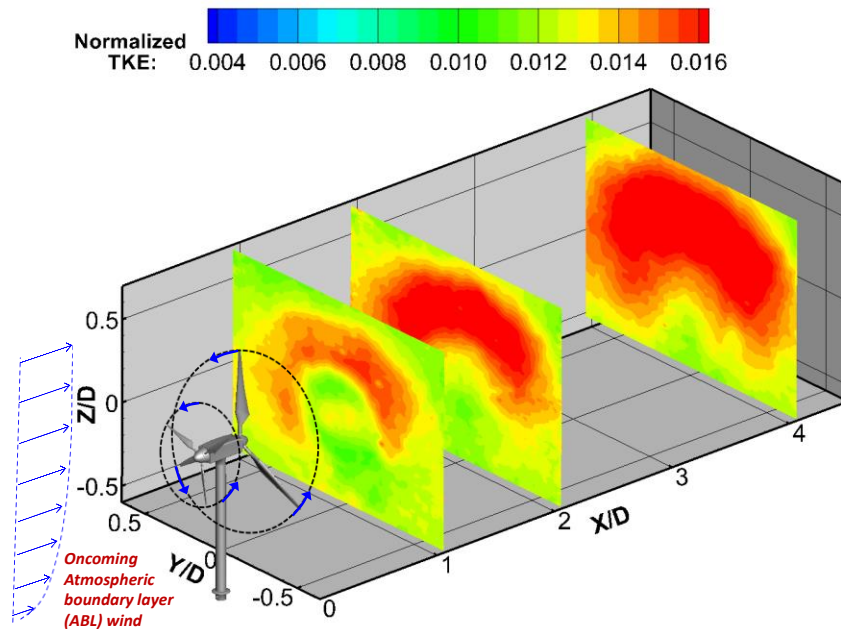 Normalized
TKE: 0.004 0.006 0.008 0.010 0.012 0.014 0.016
0.5
0
-0.5
Z/D
0.5
0
-0.5
Y/D
0
1
2
3
4
X/D
Oncoming
Atmospheric
boundary layer
(ABL) wind